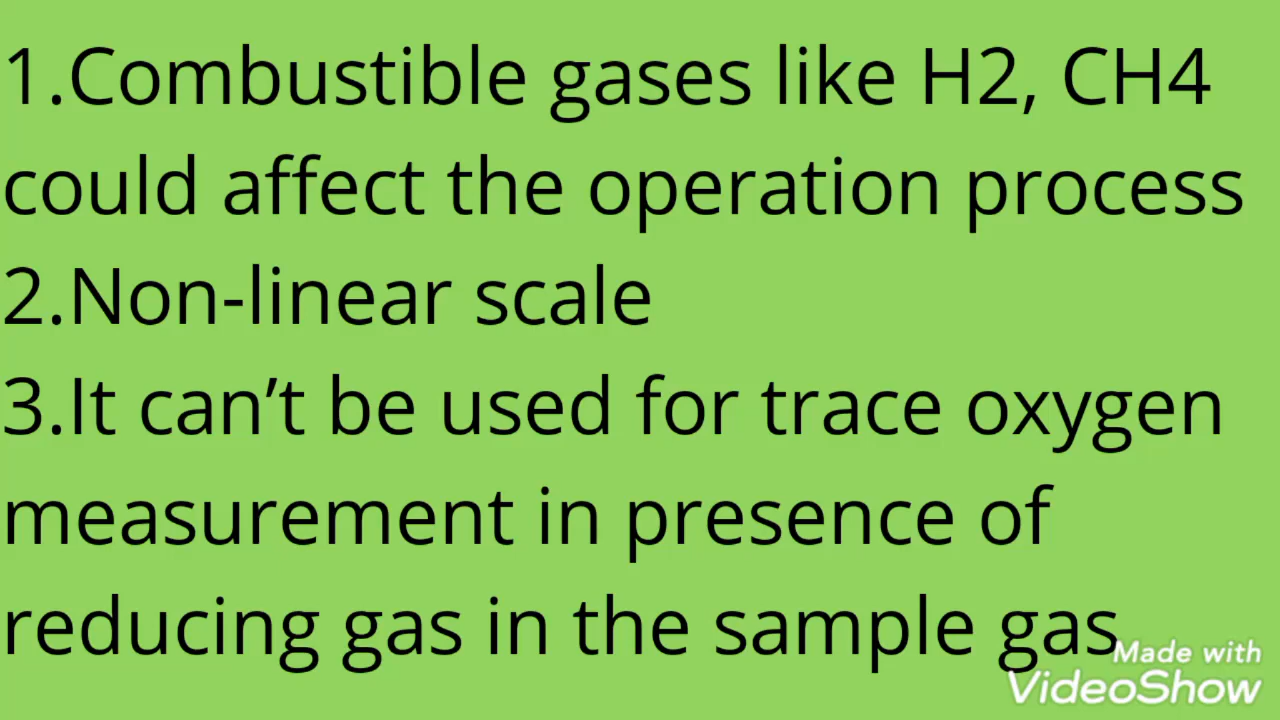 1.Combustible gases like H2, CH4
could affect the operation process
2.Non-linear scale
3.It can’t be used for trace oxygen
measurement in presence of
reducing gas in the sample gas
Made with
VideoShow